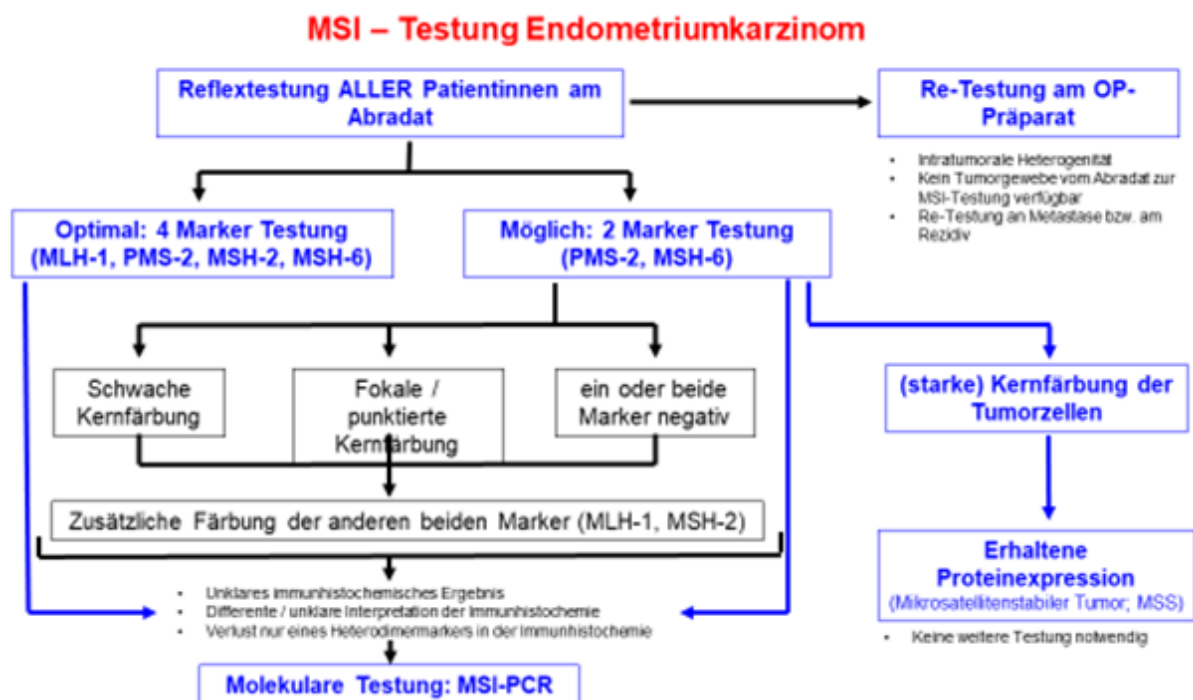 MSI – Testung Endometriumkarzinom
Reflextestung ALLER Patientinnen am
Abradat
Re-Testung am OP-
Präparat
• Intratumorale Heterogenität
• Kein Tumorgewebe vom Abradat zur
MSI-Testung verfügbar
• Re-Testung an Metastase bzw. am
Rezidiv
Optimal: 4 Marker Testung
(MLH-1, PMS-2, MSH-2, MSH-6)
Möglich: 2 Marker Testung
(PMS-2, MSH-6)
Schwache
Kernfärbung
Fokale /
punktierte
Kernfärbung
ein oder beide
Marker negativ
(starke) Kernfärbung der
Tumorzellen
Zusätzliche Färbung der anderen beiden Marker (MLH-1, MSH-2)
Erhaltene
Proteinexpression
(Mikrosatellitenstabiler Tumor; MSS)
• Keine weitere Testung notwendig
• Unklares immunhistochemisches Ergebnis
• Differente / unklare Interpretation der Immunhistochemie
• Verlust nur eines Heterodimermarkers in der Immunhistochemie
Molekulare Testung: MSI-PCR